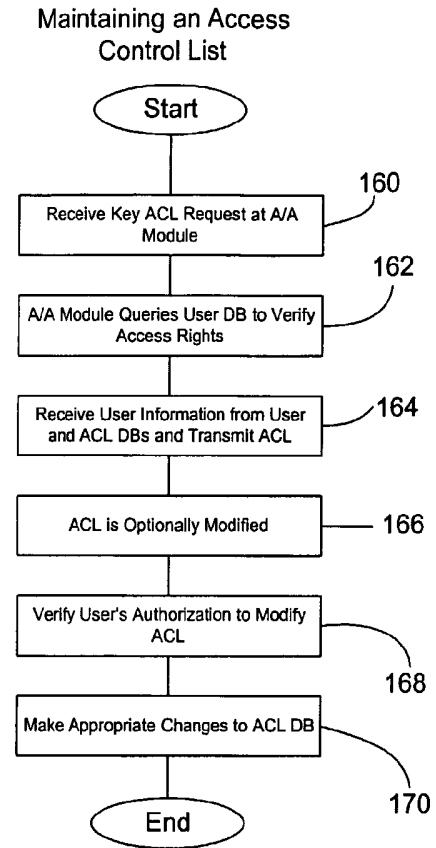 Maintaining an Access
Control List
Start
160
Receive Key ACL Request at A/A
Module
162
A/A Module Queries User DB to Verify
Access Rights
164
Receive User Information from User
and ACL DBs and Transmit ACL
ACL is Optionally Modified
166
Verify User's Authorization to Modify
ACL
168
Make Appropriate Changes to ACL DB
170
End